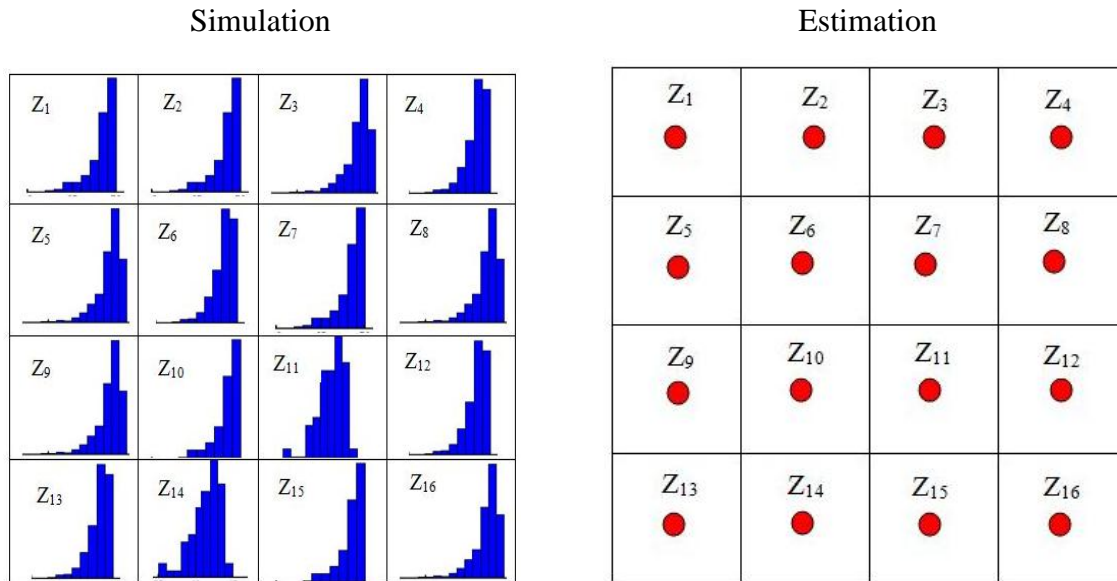 Simulation
Estimation
Z₁ Z₂ Z₃ Z₄
Z₅ Z₆ Z₇ Z₈
Z₉ Z₁₀ Z₁₁ Z₁₂
Z₁₃ Z₁₄ Z₁₅ Z₁₆
Z₁ Z₂ Z₃ Z₄
Z₅ Z₆ Z₇ Z₈
Z₉ Z₁₀ Z₁₁ Z₁₂
Z₁₃ Z₁₄ Z₁₅ Z₁₆